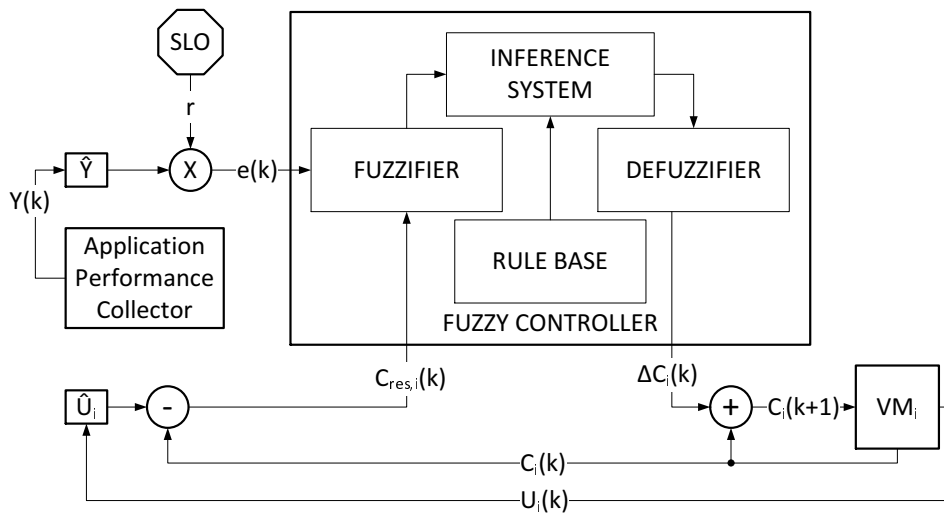 SLO
r
Ŷ
X
e(k)
Y(k)
Application
Performance
Collector
INFERENCE
SYSTEM
FUZZIFIER
DEFUZZIFIER
RULE BASE
FUZZY CONTROLLER
Cres,i(k)
ΔCi(k)
Ûi
-
+
Ci(k+1)
VMi
Ci(k)
Ui(k)